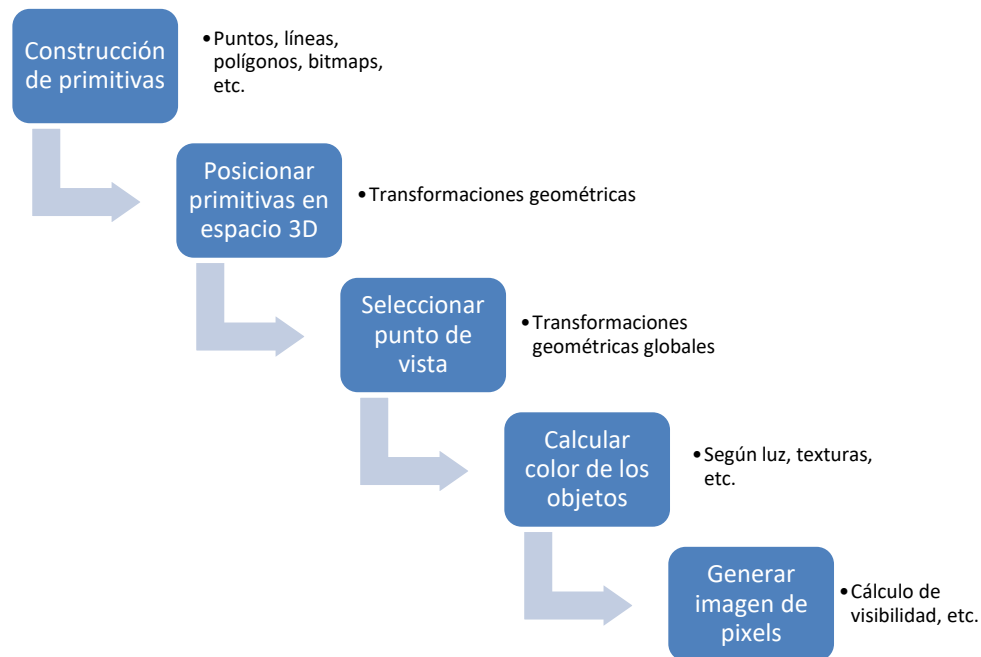 Construcción
de primitivas
•Puntos, líneas,
polígonos, bitmaps,
etc.
Posicionar
primitivas en
espacio 3D
•Transformaciones geométricas
Seleccionar
punto de
vista
•Transformaciones
geométricas globales
Calcular
color de los
objetos
•Según luz, texturas,
etc.
Generar
imagen de
pixels
•Cálculo de
visibilidad, etc.